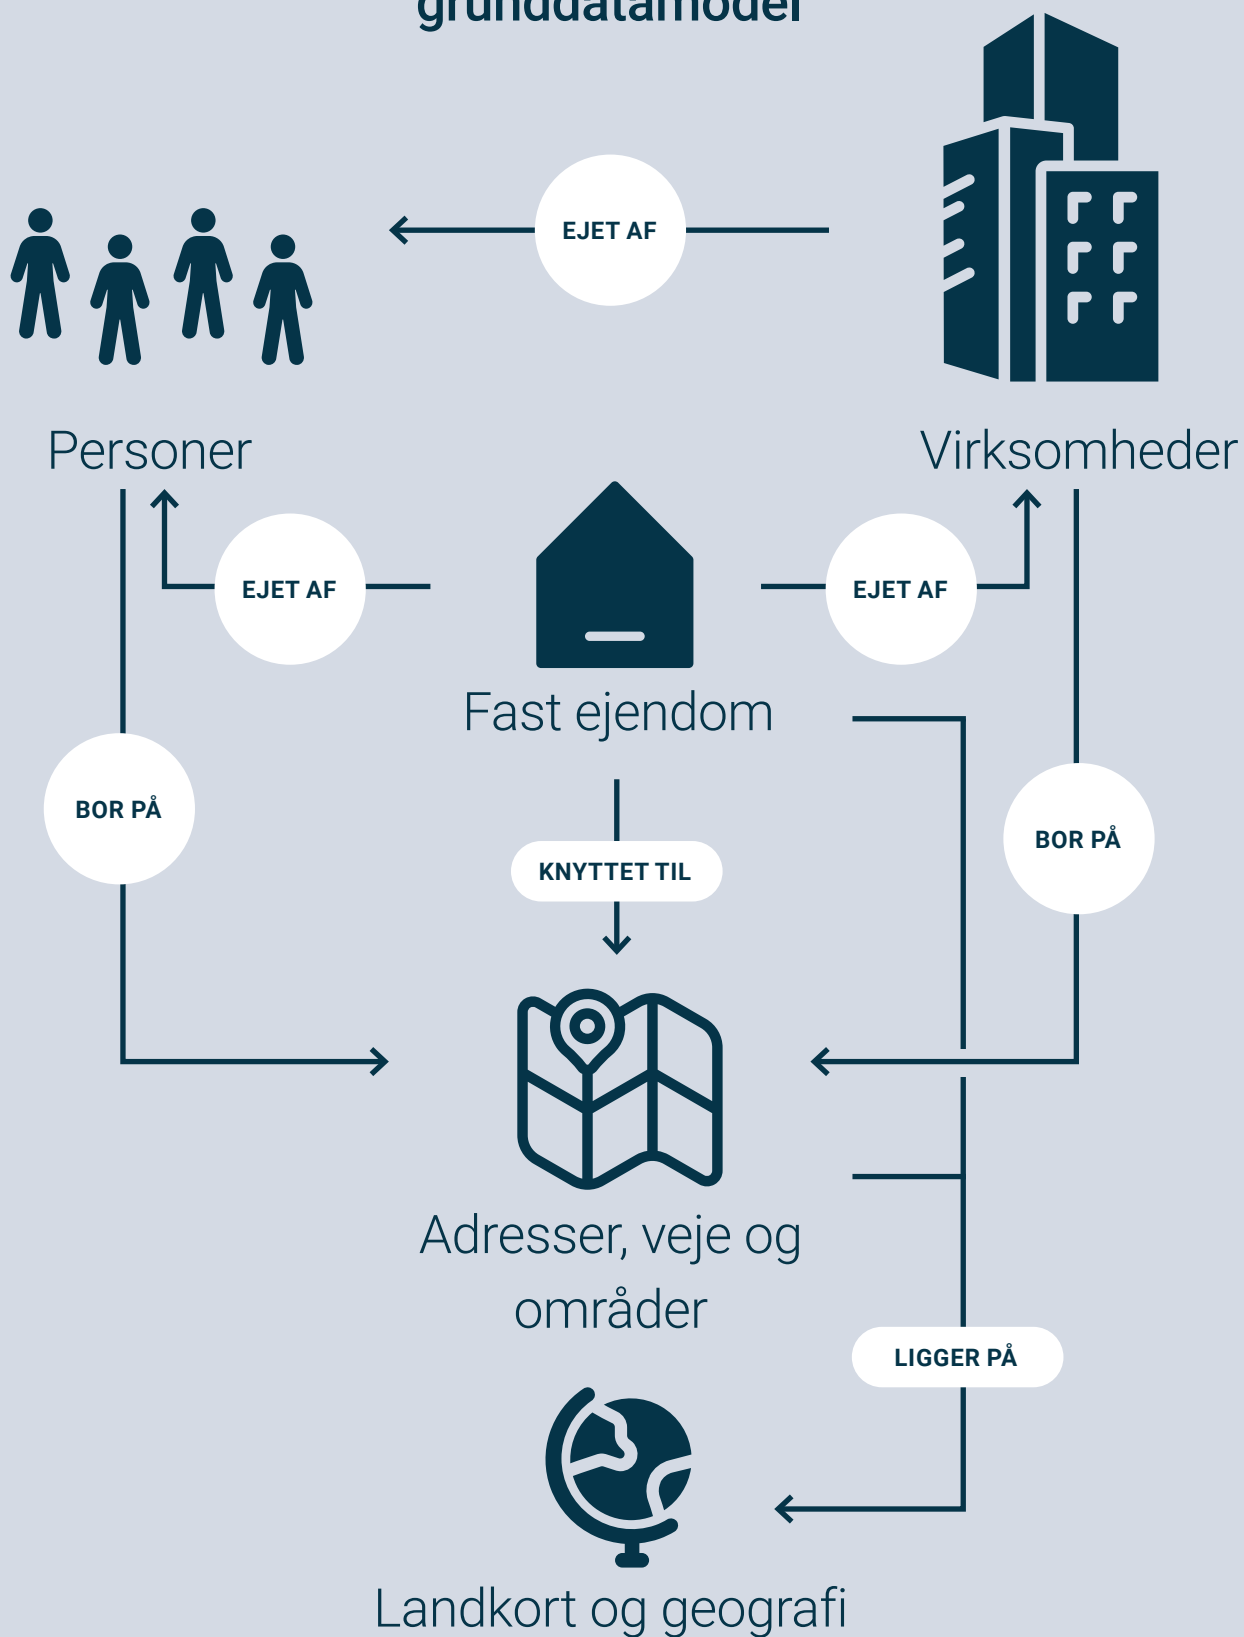 grunddatamodel
EJET AF
Personer
Virksomheder
EJET AF
EJET AF
Fast ejendom
BOR PÅ
BOR PÅ
KNYTTET TIL
Adresser, veje og
områder
LIGGER PÅ
Landkort og geografi